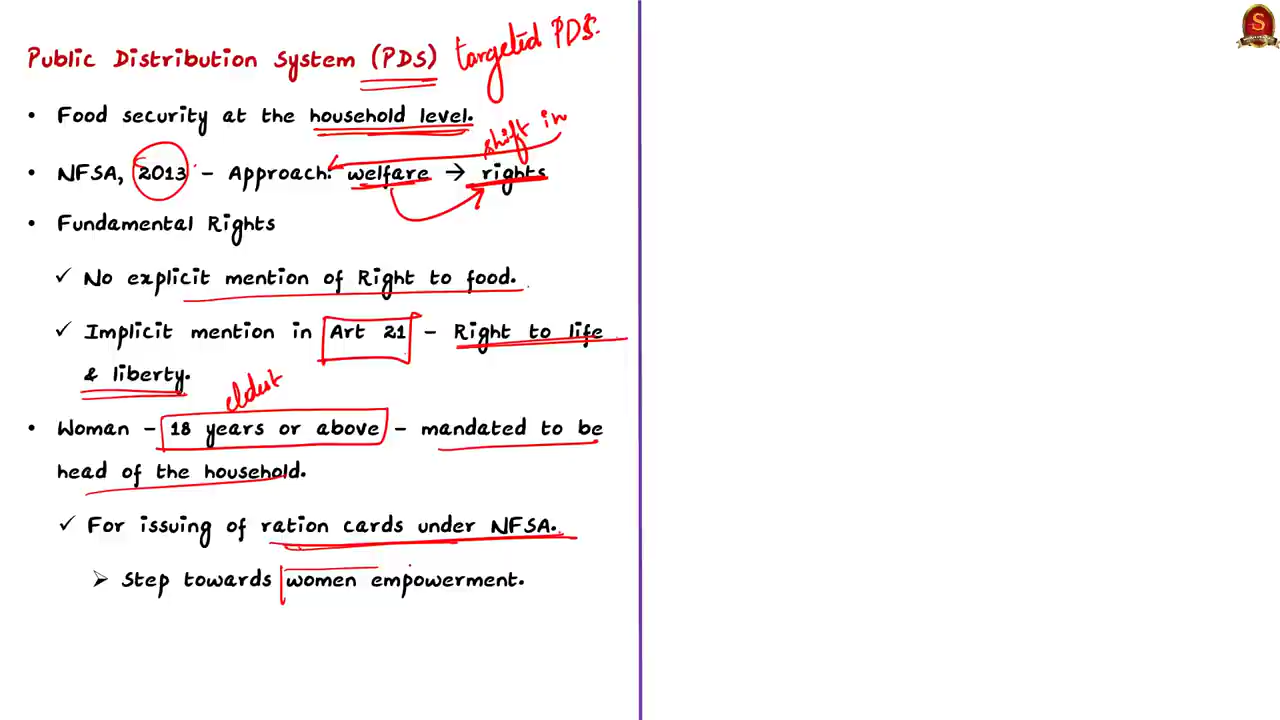 Public Distribution System (PDS) targeted PDS.
• Food security at the household level.
shift in
• NFSA, 2013 - Approach: welfare → rights
• Fundamental Rights
✓ No explicit mention of Right to food.
✓ Implicit mention in Art 21 - Right to life
& liberty.
eldest
• Woman - 18 years or above - mandated to be
head of the household.
✓ For issuing of ration cards under NFSA.
➢ Step towards women empowerment.
S